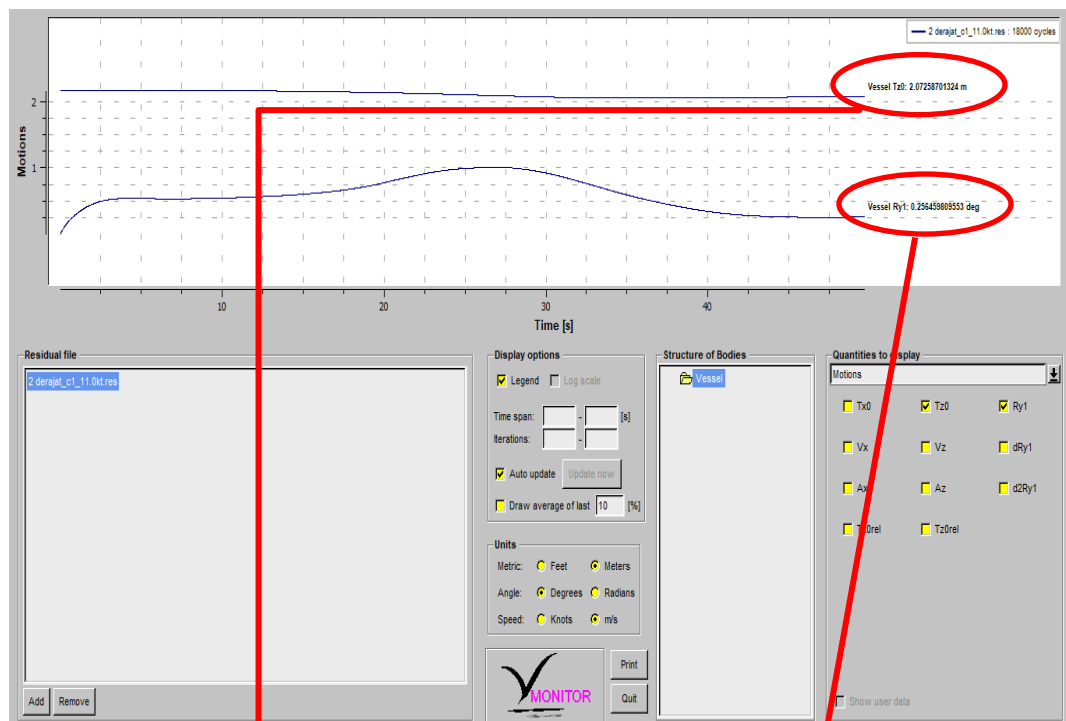 2 derajat_c1_11.0kt.res : 18000 cycles
Vessel Tz0: 2.07258701324 m
2
Motions
1
Vessel Ry1: 0.256459809553 deg
10 20 30 40
Time [s]
Residual file
2 derajat_c1_11.0kt.res
Add Remove
Display options
Legend Log scale
Time span: - [s]
Iterations: -
Auto update Update now
Draw average of last 10 [%]
Units
Metric: Feet Meters
Angle: Degrees Radians
Speed: Knots m/s
MONITOR
Print
Quit
Structure of Bodies
Vessel
Quantities to display
Motions
Tx0 Tz0 Ry1
Vx Vz dRy1
Ax Az d2Ry1
Tx0rel Tz0rel
Show user data